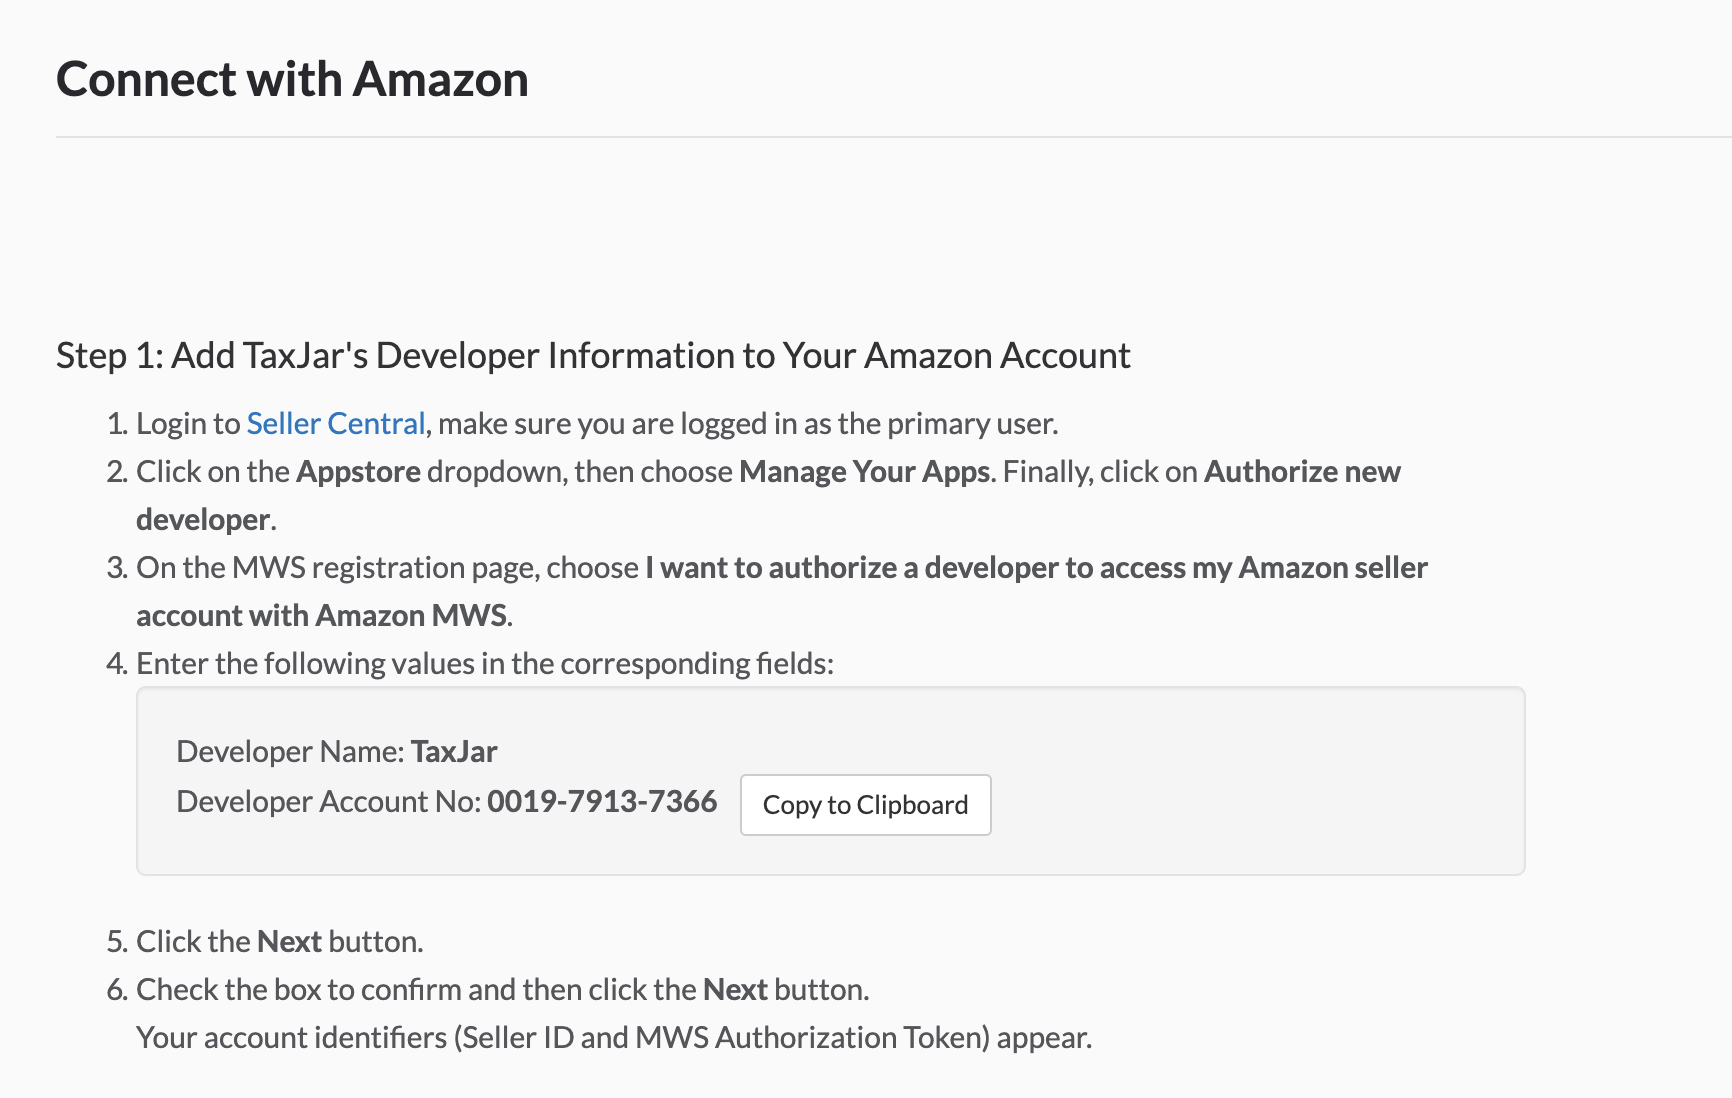 Connect with Amazon
Step 1: Add TaxJar's Developer Information to Your Amazon Account
1. Login to Seller Central, make sure you are logged in as the primary user.
2. Click on the Appstore dropdown, then choose Manage Your Apps. Finally, click on Authorize new
developer.
3. On the MWS registration page, choose I want to authorize a developer to access my Amazon seller
account with Amazon MWS.
4. Enter the following values in the corresponding fields:
Developer Name: TaxJar
Developer Account No: 0019-7913-7366 Copy to Clipboard
5. Click the Next button.
6. Check the box to confirm and then click the Next button.
Your account identifiers (Seller ID and MWS Authorization Token) appear.